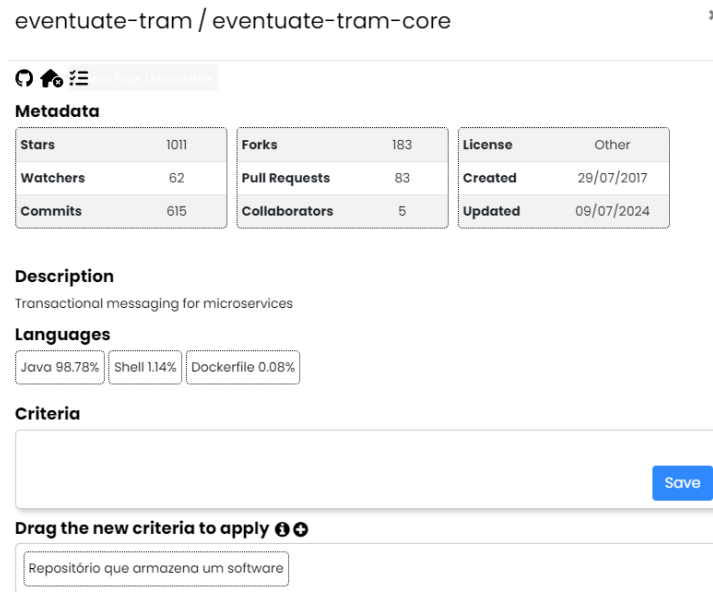 eventuate-tram / eventuate-tram-core
Page Unavailable
Metadata
Stars 1011 Forks 183 License Other
Watchers 62 Pull Requests 83 Created 29/07/2017
Commits 615 Collaborators 5 Updated 09/07/2024
Description
Transactional messaging for microservices
Languages
Java 98.78% Shell 1.14% Dockerfile 0.08%
Criteria
Save
Drag the new criteria to apply
Repositório que armazena um software